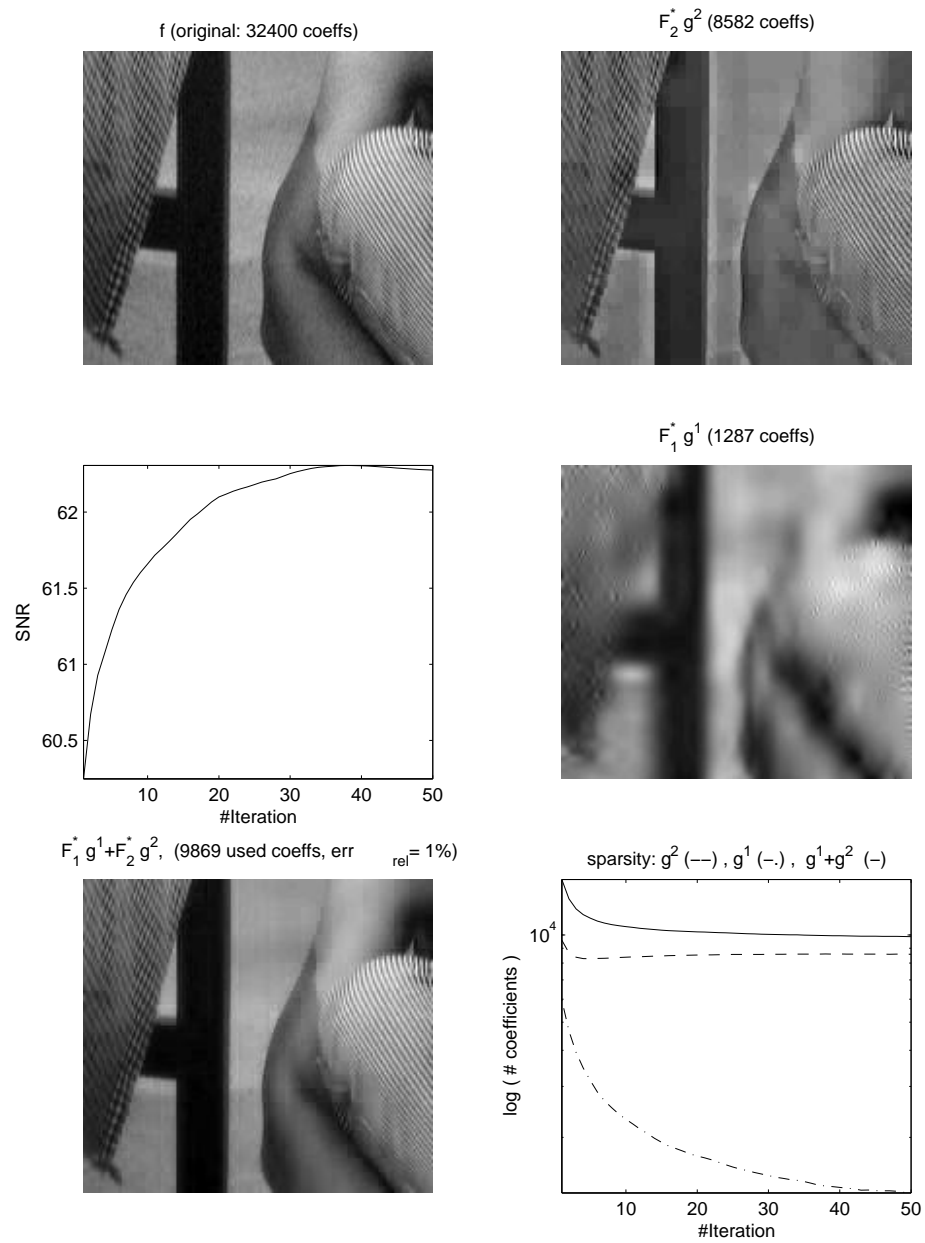 f (original: 32400 coeffs)
F₂* g² (8582 coeffs)
62
61.5
61
60.5
SNR
10 20 30 40 50
#Iteration
F₁* g¹ (1287 coeffs)
F₁* g¹+F₂* g², (9869 used coeffs, err rel= 1%)
sparsity: g² (−−) , g¹ (−.) , g¹+g² (−)
10⁴
log ( # coefficients )
10 20 30 40 50
#Iteration